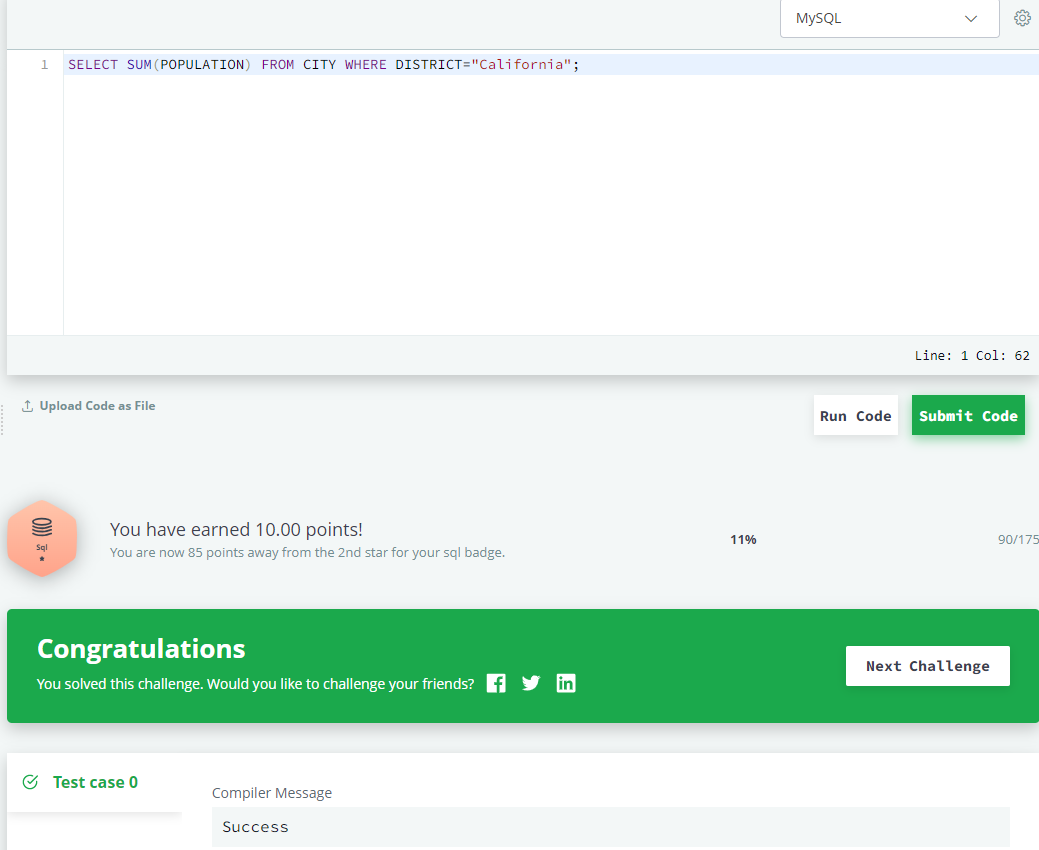 MySQL
1 SELECT SUM(POPULATION) FROM CITY WHERE DISTRICT="California";
Line: 1 Col: 62
Upload Code as File
Run Code
Submit Code
Sql
You have earned 10.00 points!
You are now 85 points away from the 2nd star for your sql badge.
11%
90/175
Congratulations
You solved this challenge. Would you like to challenge your friends?
Next Challenge
Test case 0
Compiler Message
Success